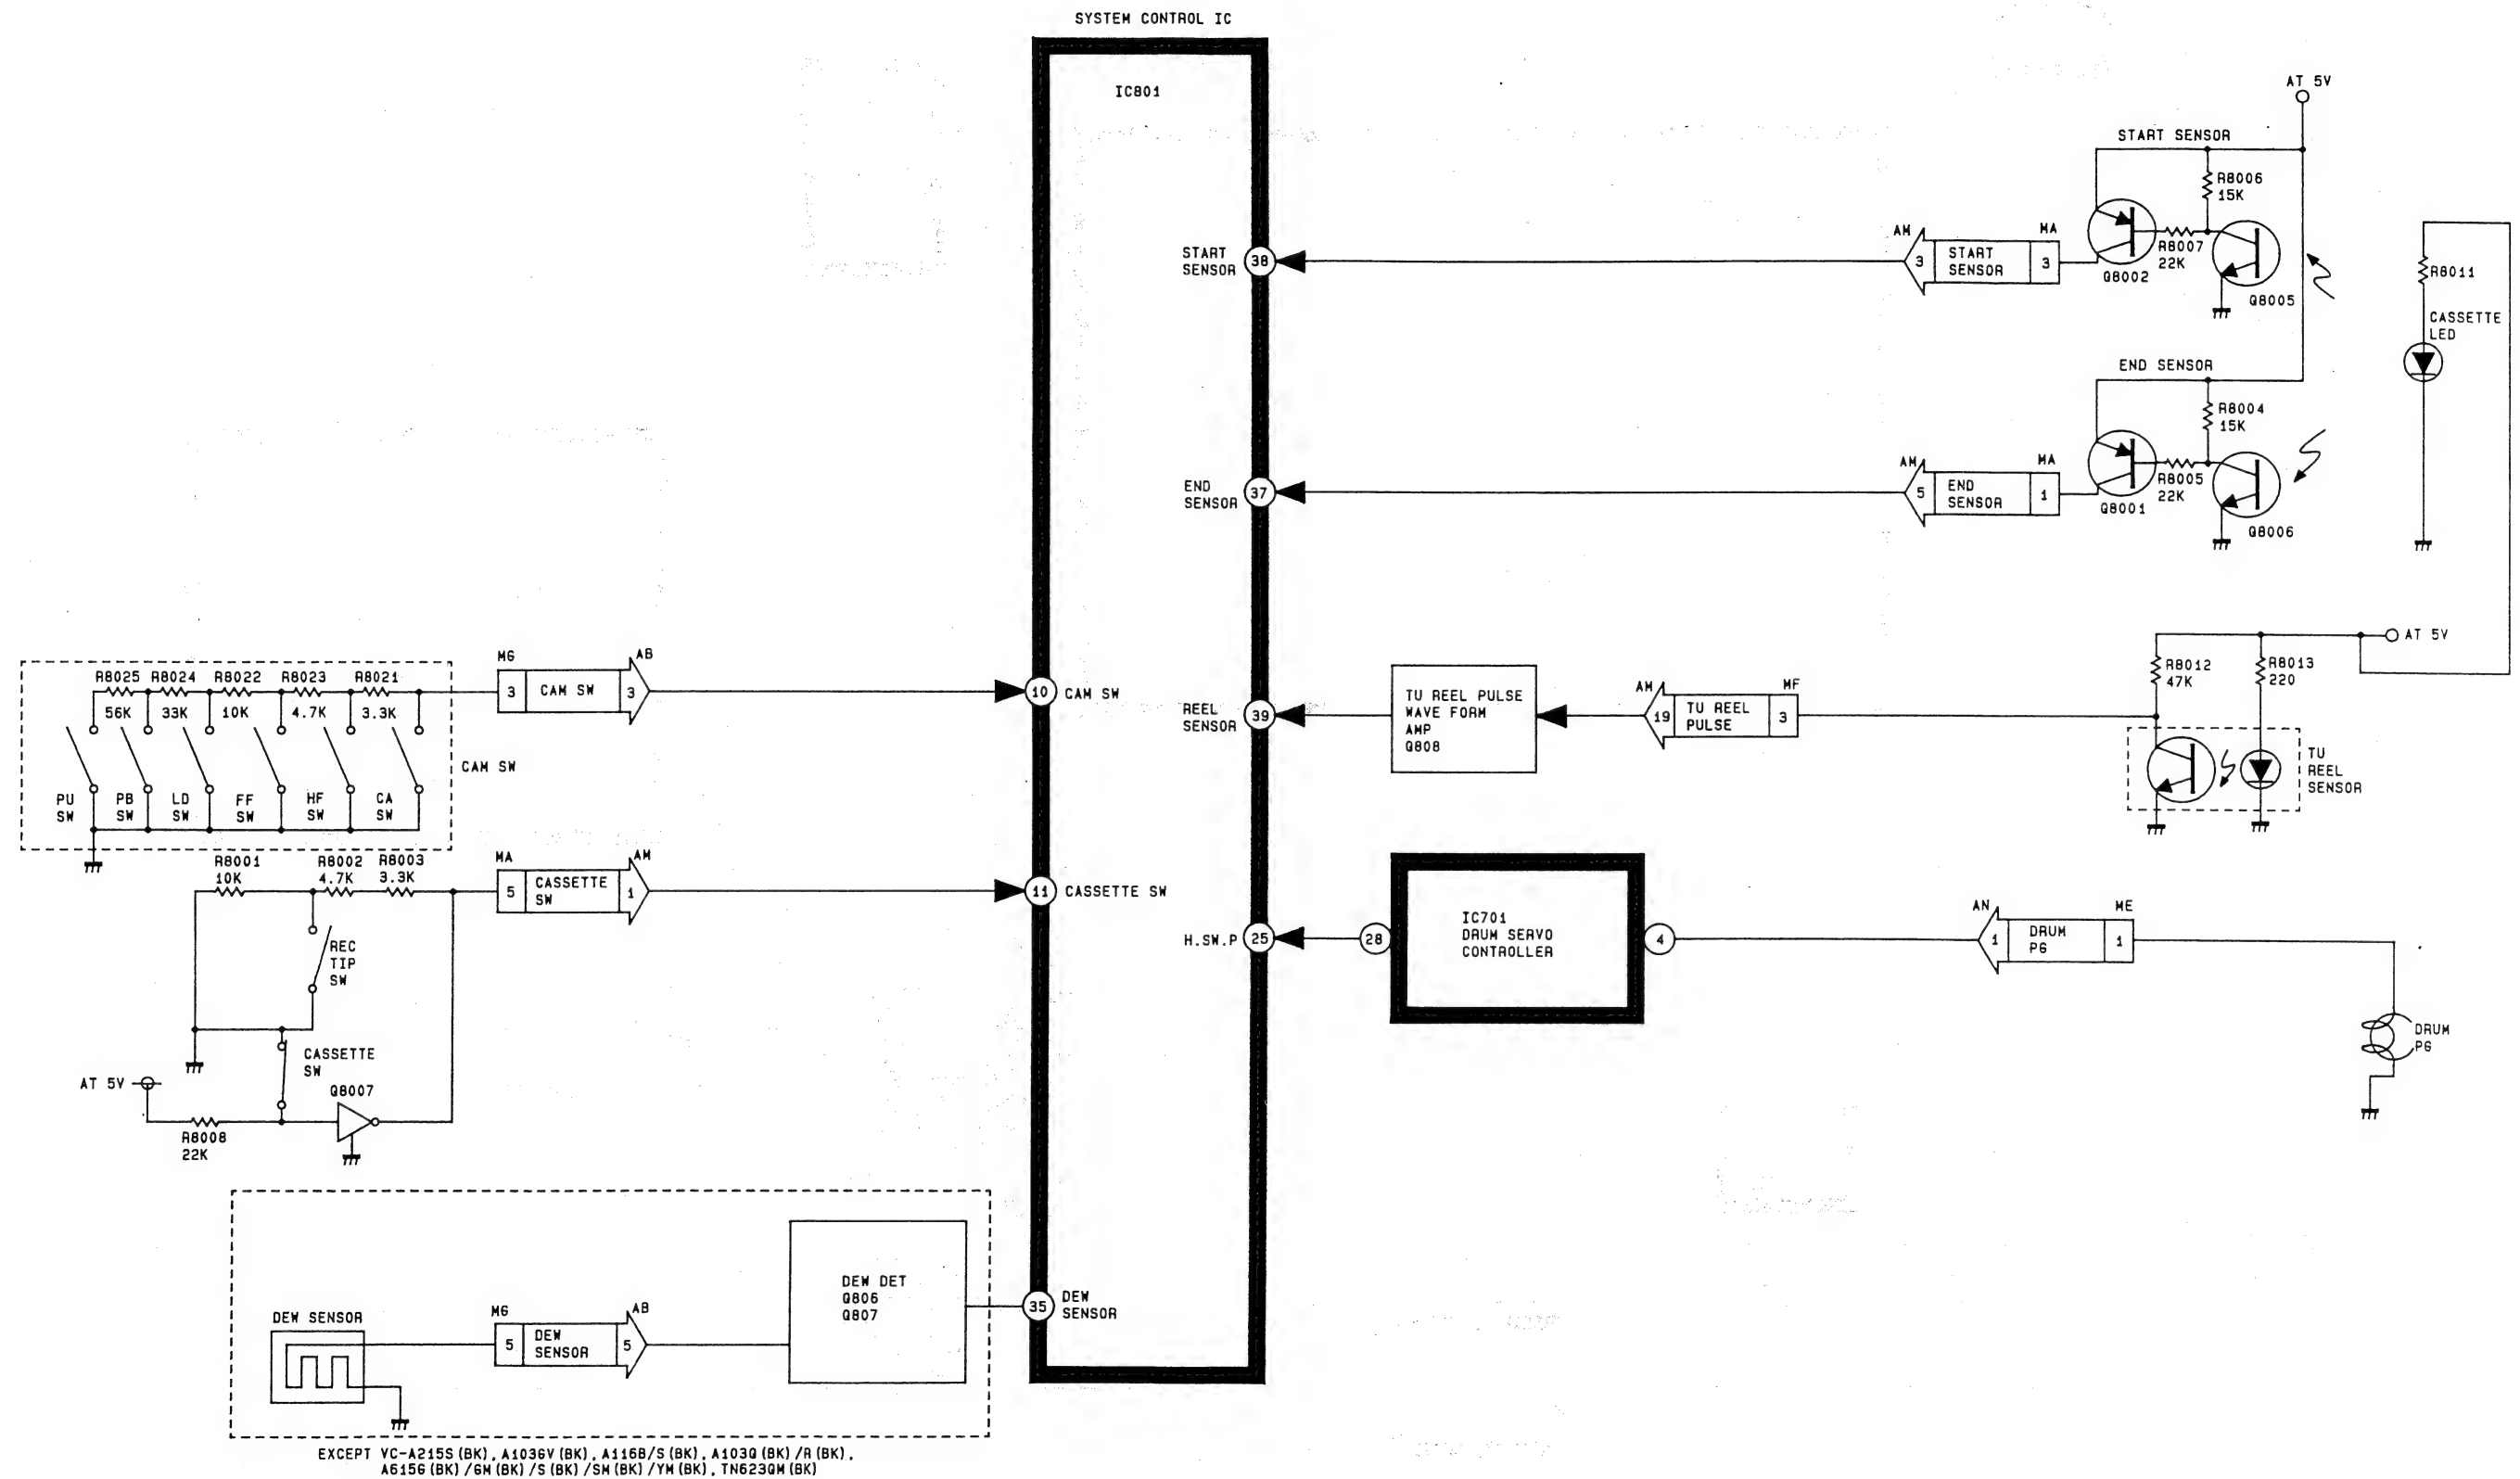 SYSTEM CONTROL IC
IC801
AT 5V
START SENSOR
R8006
15K
R8007
22K
Q8002
Q8005
AM
3
START
SENSOR
MA
3
START
SENSOR
38
R8011
CASSETTE
LED
END SENSOR
R8004
15K
R8005
22K
Q8001
Q8006
AM
5
END
SENSOR
MA
1
END
SENSOR
37
AT 5V
R8012
47K
R8013
220
TU
REEL
SENSOR
MF
3
TU REEL
PULSE
AM
19
TU REEL PULSE
WAVE FORM
AMP
Q808
REEL
SENSOR
39
R8025
R8024
R8022
R8023
R8021
56K
33K
10K
4.7K
3.3K
PU
SW
PB
SW
LD
SW
FF
SW
HF
SW
CA
SW
CAM SW
MG
3
CAM SW
AB
3
10
CAM SW
R8001
10K
R8002
4.7K
R8003
3.3K
MA
5
CASSETTE
SW
AM
1
11
CASSETTE SW
REC
TIP
SW
CASSETTE
SW
AT 5V
Q8007
R8008
22K
H.SW.P
25
28
IC701
DRUM SERVO
CONTROLLER
4
AN
1
DRUM
PG
ME
1
DRUM
PG
DEW SENSOR
MG
5
DEW
SENSOR
AB
5
DEW DET
Q806
Q807
35
DEW
SENSOR
EXCEPT VC-A215S(BK), A103GV(BK), A116B/S(BK), A103Q(BK)/R(BK),
A615G(BK)/GM(BK)/S(BK)/SM(BK)/YM(BK), TN623QM(BK)